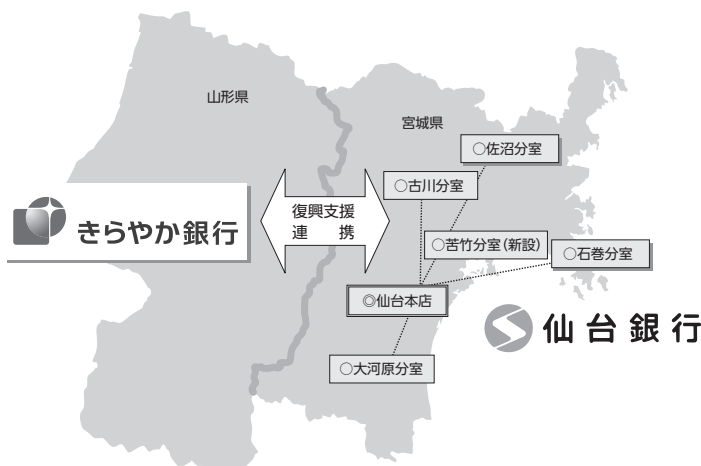 山形県
宮城県
○佐沼分室
○古川分室
きらやか銀行
復興支援
連携
○苦竹分室(新設)
○石巻分室
◎仙台本店
仙台銀行
○大河原分室